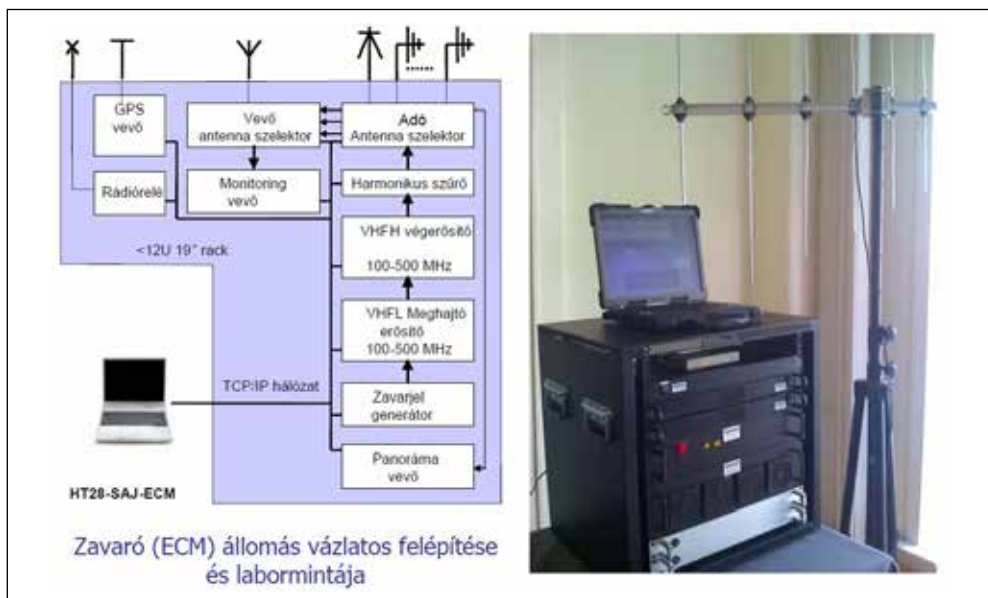 GPS
vevő
Rádiórelé
Vevő
antenna szelektor
Monitoring
vevő
Adó
Antenna szelektor
Harmonikus szűrő
VHFH végerősítő
100-500 MHz
VHFL Meghajtó
erősítő
100-500 MHz
Zavarjel
generátor
Panoráma
vevő
<12U 19" rack
TCP/IP hálózat
HT28-SAJ-ECM
Zavaró (ECM) állomás vázlatos felépítése
és labormintája